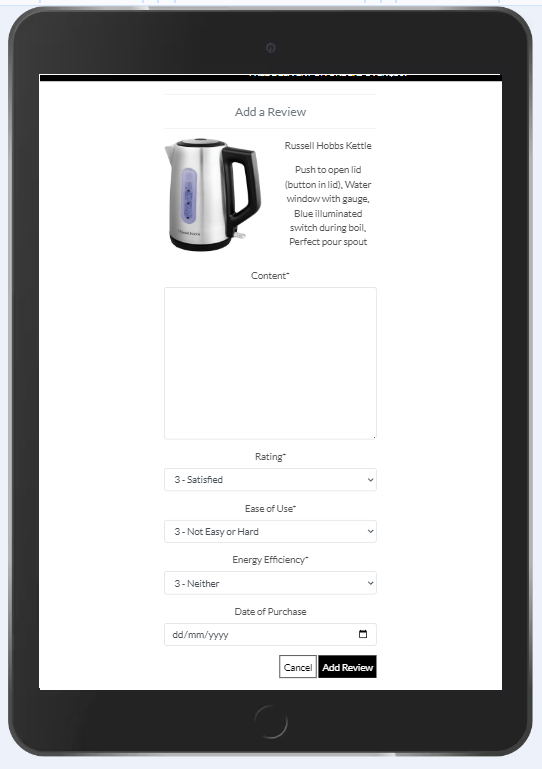 Add a Review
Russell Hobbs Kettle
Push to open lid
(button in lid), Water
window with gauge,
Blue illuminated
switch during boil,
Perfect pour spout
Content*
Rating*
3 - Satisfied
Ease of Use*
3 - Not Easy or Hard
Energy Efficiency*
3 - Neither
Date of Purchase
dd/mm/yyyy
Cancel Add Review